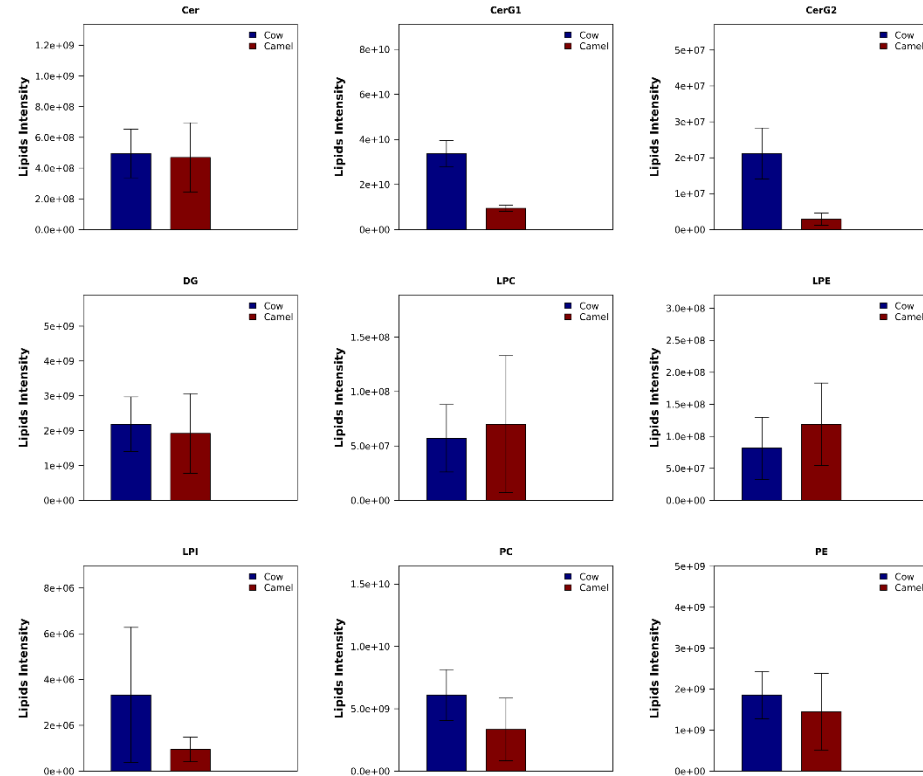 Cer
Cow
Camel
1.2e+09
1.0e+09
8.0e+08
6.0e+08
4.0e+08
2.0e+08
0.0e+00
Lipids Intensity
CerG1
Cow
Camel
8e+10
6e+10
4e+10
2e+10
0e+00
Lipids Intensity
CerG2
Cow
Camel
5e+07
4e+07
3e+07
2e+07
1e+07
0e+00
Lipids Intensity
DG
Cow
Camel
5e+09
4e+09
3e+09
2e+09
1e+09
0e+00
Lipids Intensity
LPC
Cow
Camel
1.5e+08
1.0e+08
5.0e+07
0.0e+00
Lipids Intensity
LPE
Cow
Camel
3.0e+08
2.5e+08
2.0e+08
1.5e+08
1.0e+08
5.0e+07
0.0e+00
Lipids Intensity
LPI
Cow
Camel
8e+06
6e+06
4e+06
2e+06
0e+00
Lipids Intensity
PC
Cow
Camel
1.5e+10
1.0e+10
5.0e+09
0.0e+00
Lipids Intensity
PE
Cow
Camel
5e+09
4e+09
3e+09
2e+09
1e+09
0e+00
Lipids Intensity